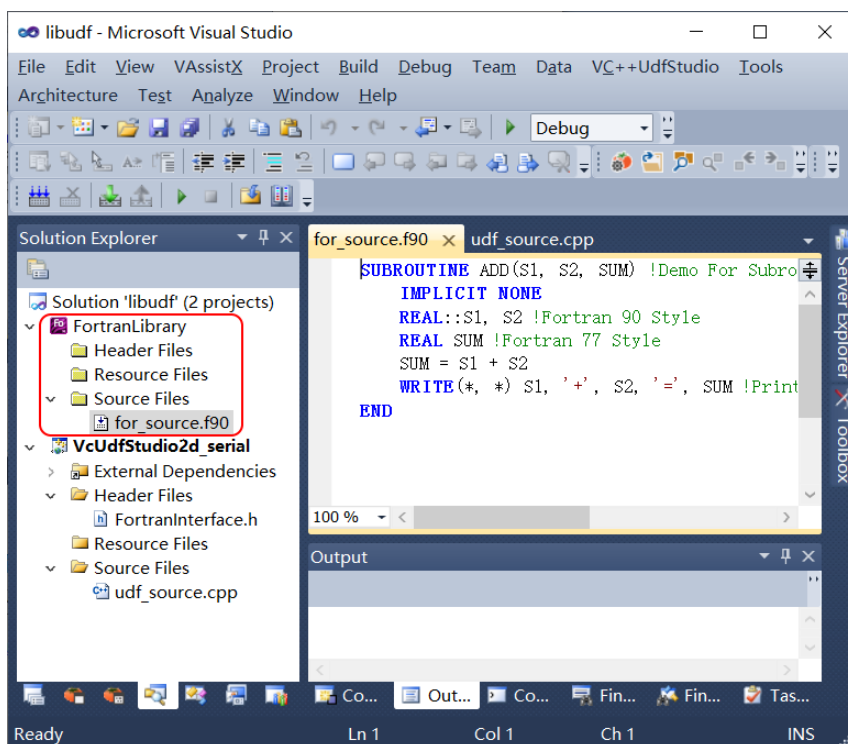 libudf - Microsoft Visual Studio
File Edit View VAssistX Project Build Debug Team Data VC++UdfStudio Tools
Architecture Test Analyze Window Help
Debug
Solution Explorer
for_source.f90 udf_source.cpp
Solution 'libudf' (2 projects)
FortranLibrary
Header Files
Resource Files
Source Files
for_source.f90
VcUdfStudio2d_serial
External Dependencies
Header Files
FortranInterface.h
Resource Files
Source Files
udf_source.cpp
SUBROUTINE ADD(S1, S2, SUM) !Demo For Subro
IMPLICIT NONE
REAL::S1, S2 !Fortran 90 Style
REAL SUM !Fortran 77 Style
SUM = S1 + S2
WRITE(*, *) S1, '+', S2, '=', SUM !Print
END
100 %
Output
Server Explorer
Toolbox
Co... Out... Co... Fin... Fin... Tas...
Ready Ln 1 Col 1 Ch 1 INS